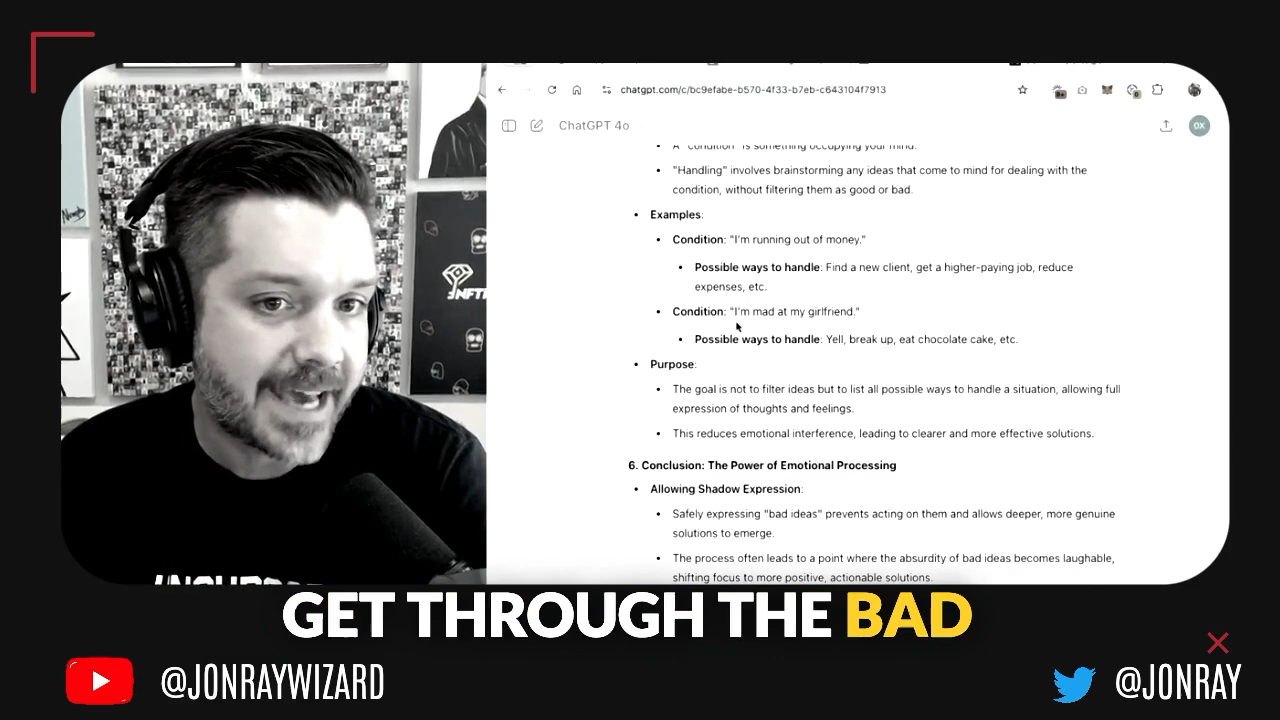 chatgpt.com/c/bc9efabe-b570-4f33-b7eb-c643104f7913
ChatGPT 4o
OX
• A "condition" is something occupying your mind.
• "Handling" involves brainstorming any ideas that come to mind for dealing with the
condition, without filtering them as good or bad.
• Examples:
• Condition: "I'm running out of money."
• Possible ways to handle: Find a new client, get a higher-paying job, reduce
expenses, etc.
• Condition: "I'm mad at my girlfriend."
• Possible ways to handle: Yell, break up, eat chocolate cake, etc.
• Purpose:
• The goal is not to filter ideas but to list all possible ways to handle a situation, allowing full
expression of thoughts and feelings.
• This reduces emotional interference, leading to clearer and more effective solutions.
6. Conclusion: The Power of Emotional Processing
• Allowing Shadow Expression:
• Safely expressing "bad ideas" prevents acting on them and allows deeper, more genuine
solutions to emerge.
• The process often leads to a point where the absurdity of bad ideas becomes laughable,
shifting focus to more positive, actionable solutions.
GET THROUGH THE BAD
@JONRAYWIZARD
@JONRAY